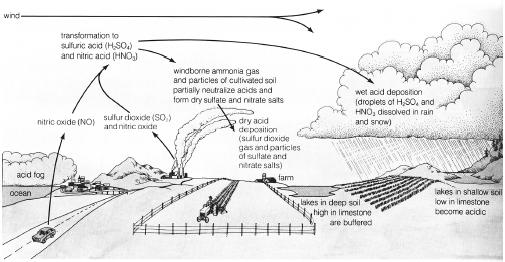 wind
transformation to
sulfuric acid (H₂SO₄)
and nitric acid (HNO₃)
windborne ammonia gas
and particles of cultivated soil
partially neutralize acids and
form dry sulfate and nitrate salts
wet acid deposition
(droplets of H₂SO₄ and
HNO₃ dissolved in rain
and snow)
nitric oxide (NO)
sulfur dioxide (SO₂)
and nitric oxide
dry acid
deposition
(sulfur dioxide
gas and particles
of sulfate and
nitrate salts)
acid fog
ocean
farm
lakes in deep soil
high in limestone
are buffered
lakes in shallow soil
low in limestone
become acidic